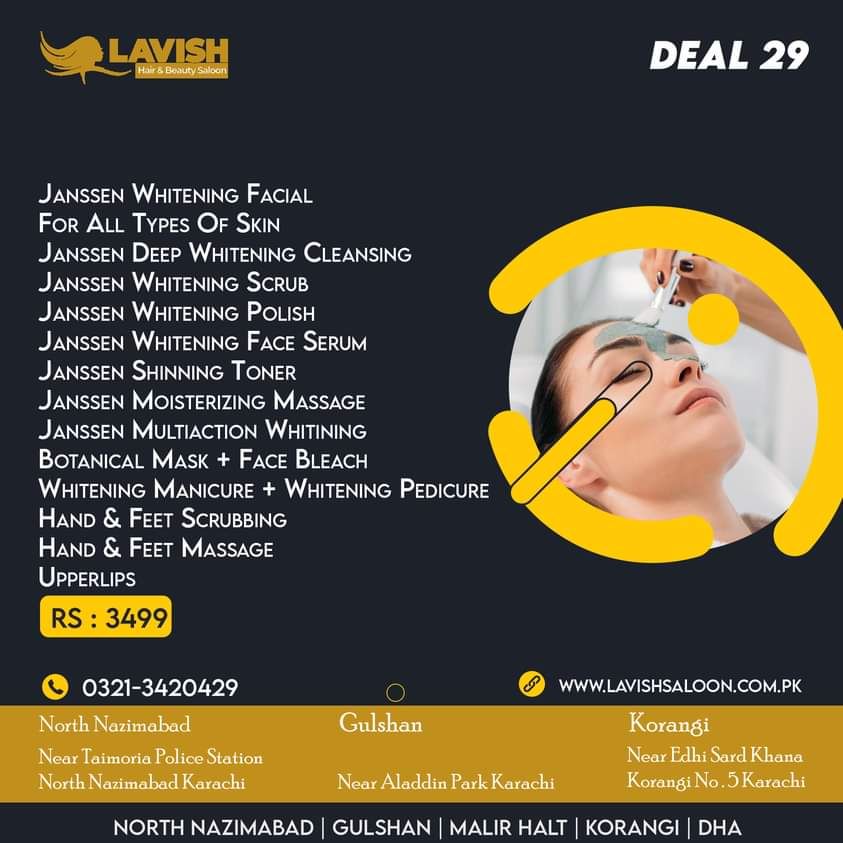 LAVISH
Hair & Beauty Saloon
DEAL 29
Janssen Whitening Facial
For All Types Of Skin
Janssen Deep Whitening Cleansing
Janssen Whitening Scrub
Janssen Whitening Polish
Janssen Whitening Face Serum
Janssen Shinning Toner
Janssen Moisterizing Massage
Janssen Multiaction Whitining
Botanical Mask + Face Bleach
Whitening Manicure + Whitening Pedicure
Hand & Feet Scrubbing
Hand & Feet Massage
Upperlips
RS : 3499
0321-3420429
WWW.LAVISHSALOON.COM.PK
North Nazimabad
Near Taimoria Police Station
North Nazimabad Karachi
Gulshan
Near Aladdin Park Karachi
Korangi
Near Edhi Sard Khana
Korangi No . 5 Karachi
NORTH NAZIMABAD | GULSHAN | MALIR HALT | KORANGI | DHA